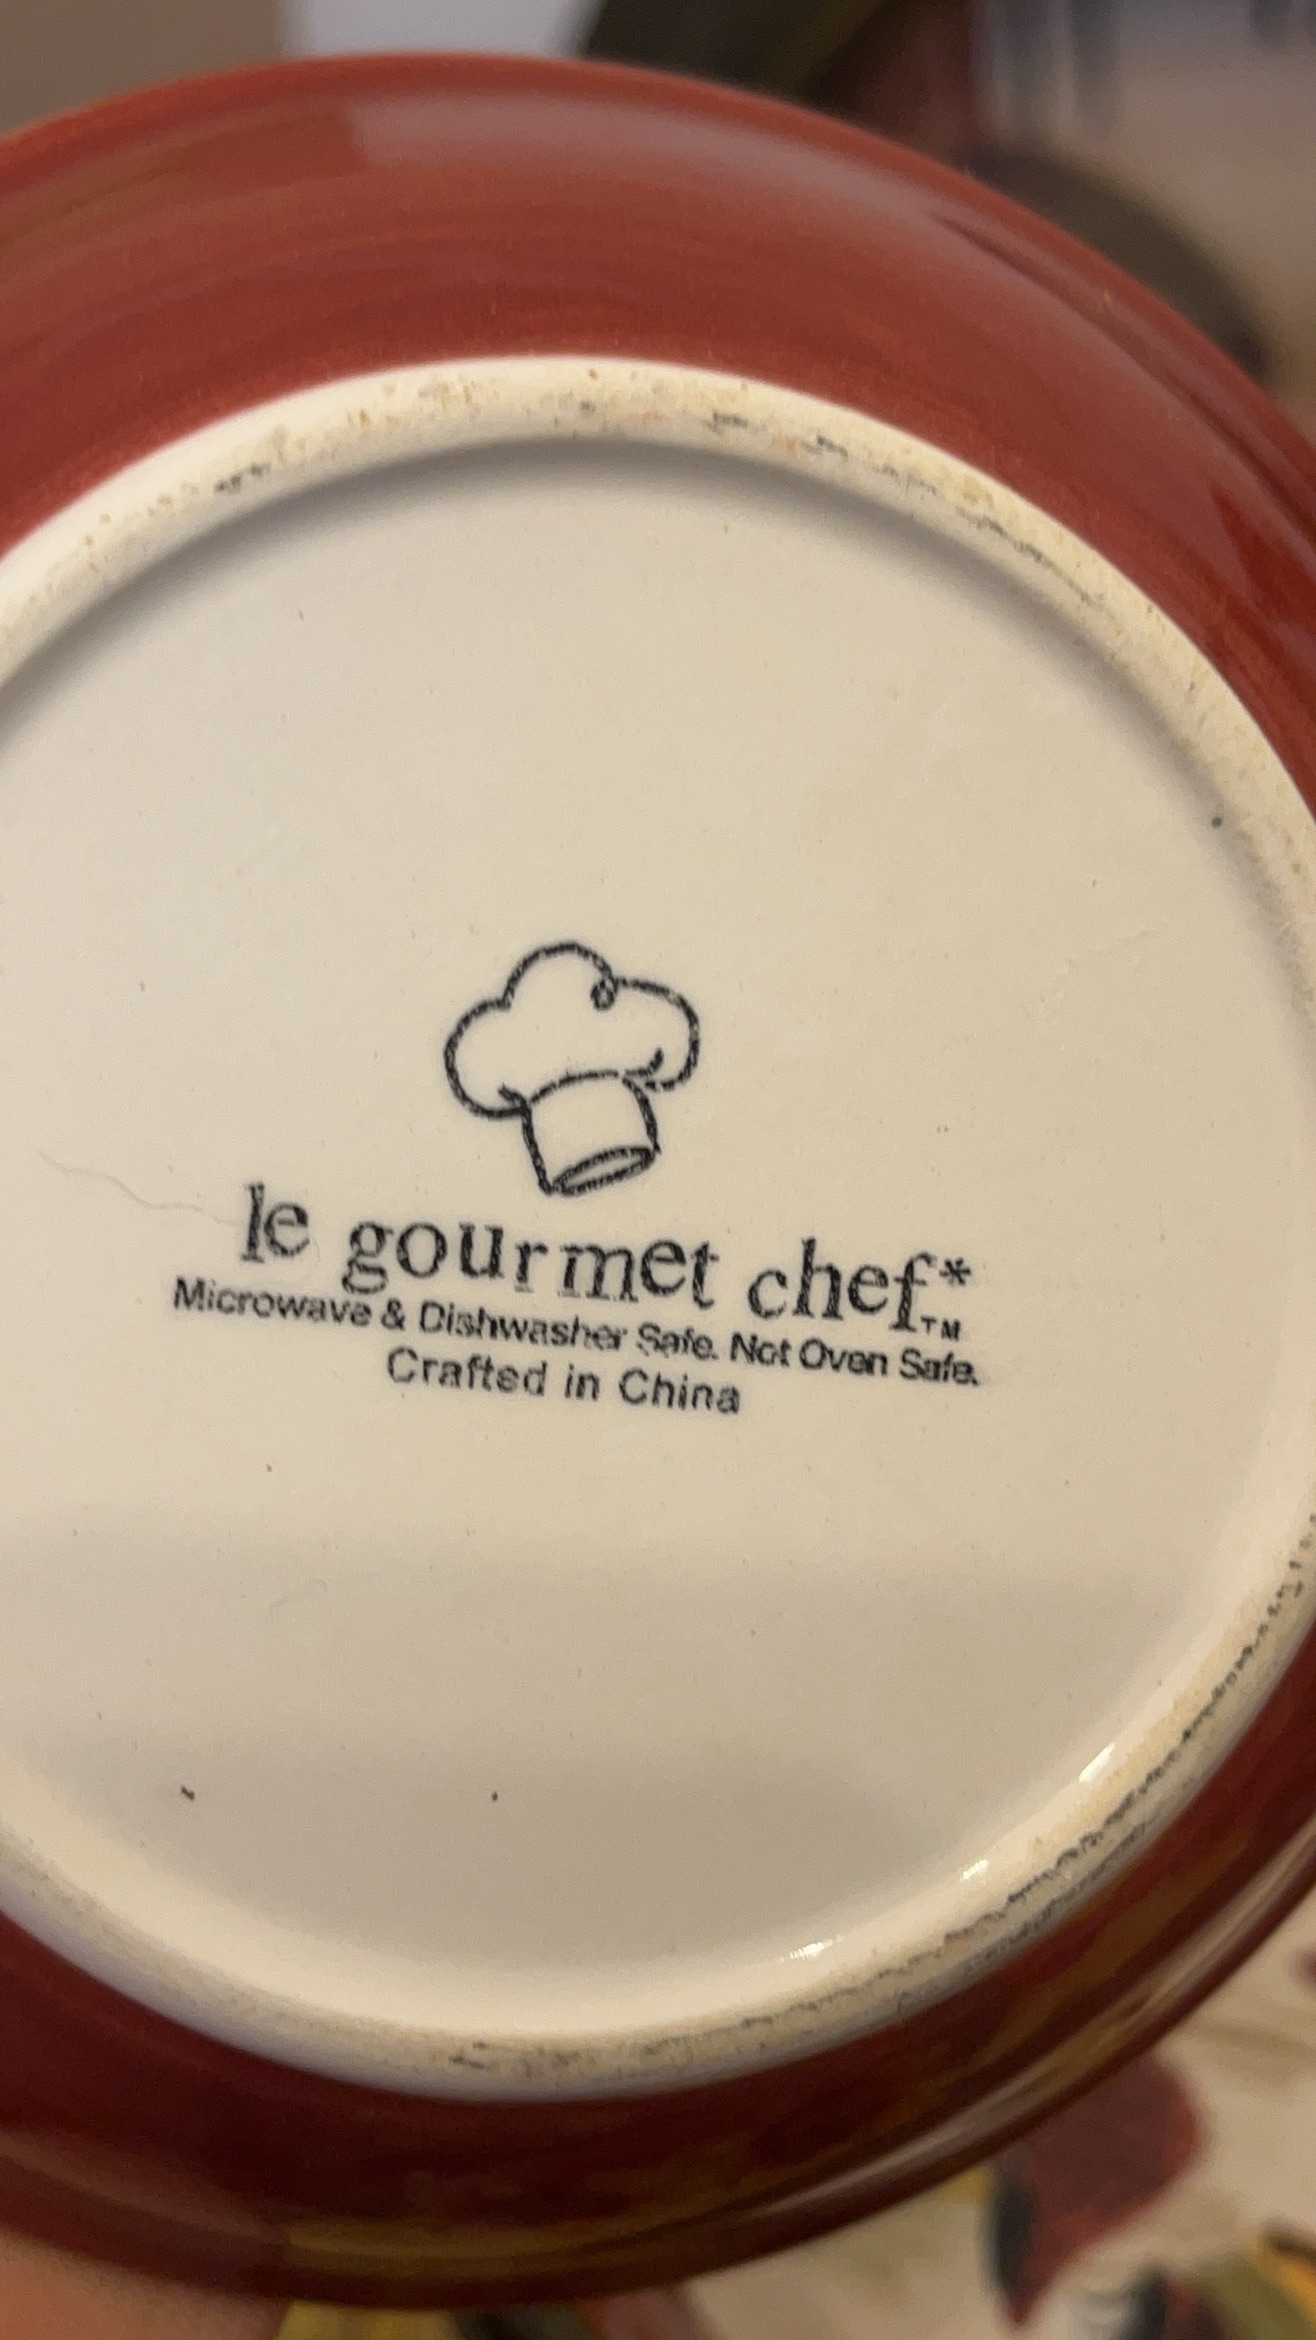 le gourmet chef*™
Microwave & Dishwasher Safe. Not Oven Safe.
Crafted in China